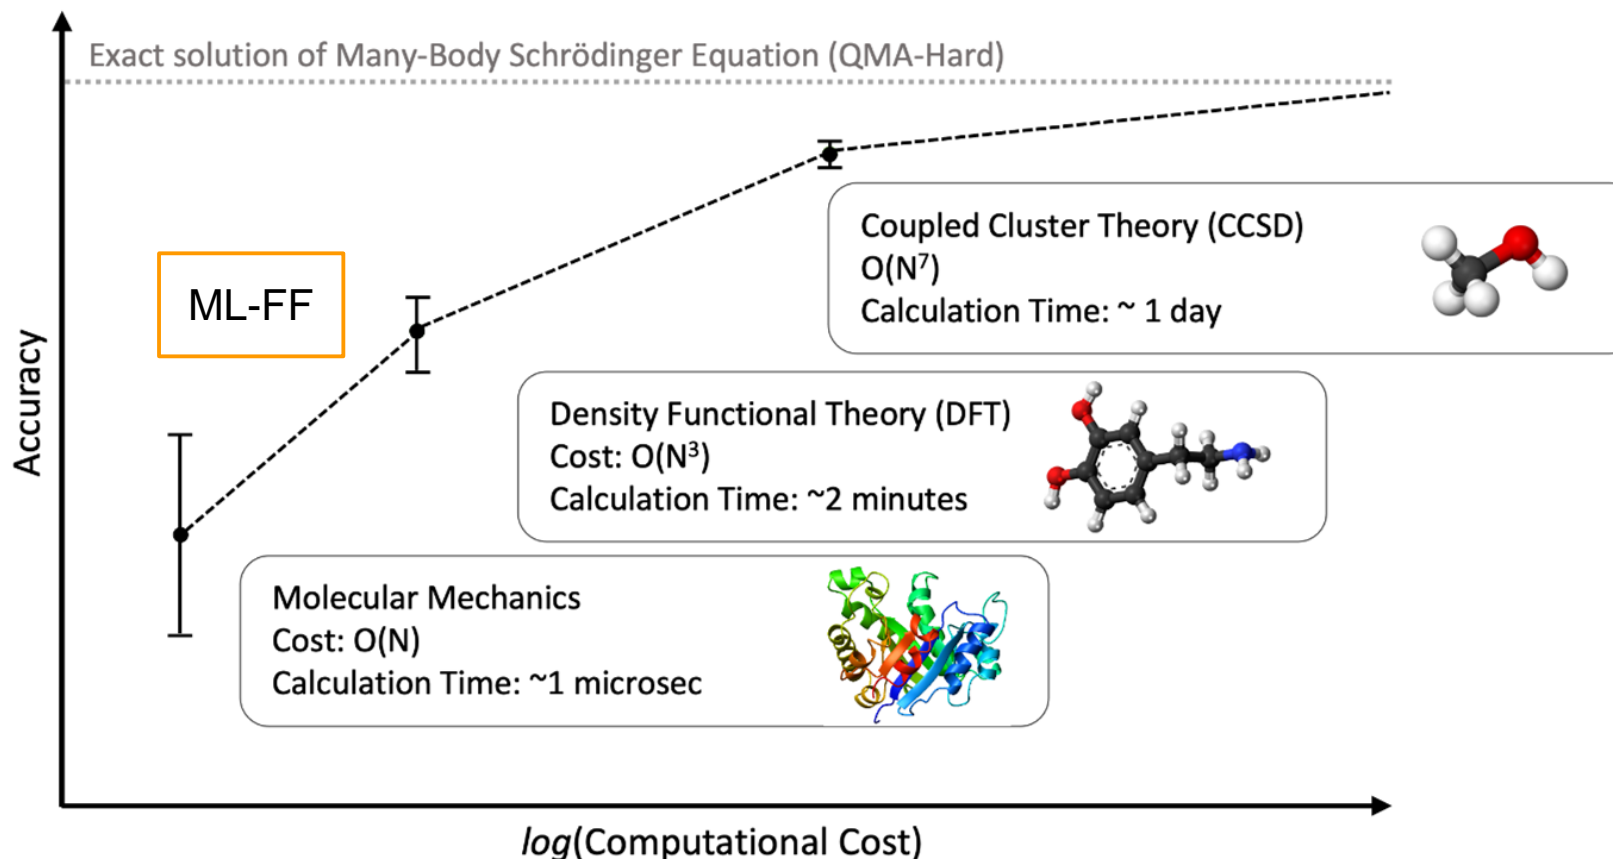 Exact solution of Many-Body Schrödinger Equation (QMA-Hard)
Coupled Cluster Theory (CCSD)
O(N⁷)
Calculation Time: ~ 1 day
ML-FF
Density Functional Theory (DFT)
Cost: O(N³)
Calculation Time: ~2 minutes
Molecular Mechanics
Cost: O(N)
Calculation Time: ~1 microsec
Accuracy
log(Computational Cost)